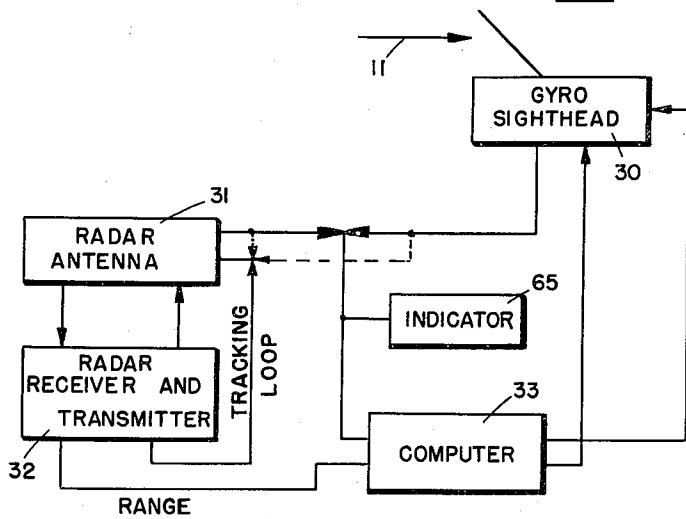 11
GYRO
SIGHTHEAD
30
31
RADAR
ANTENNA
65
INDICATOR
TRACKING
LOOP
RADAR
RECEIVER AND
TRANSMITTER
32
33
COMPUTER
RANGE